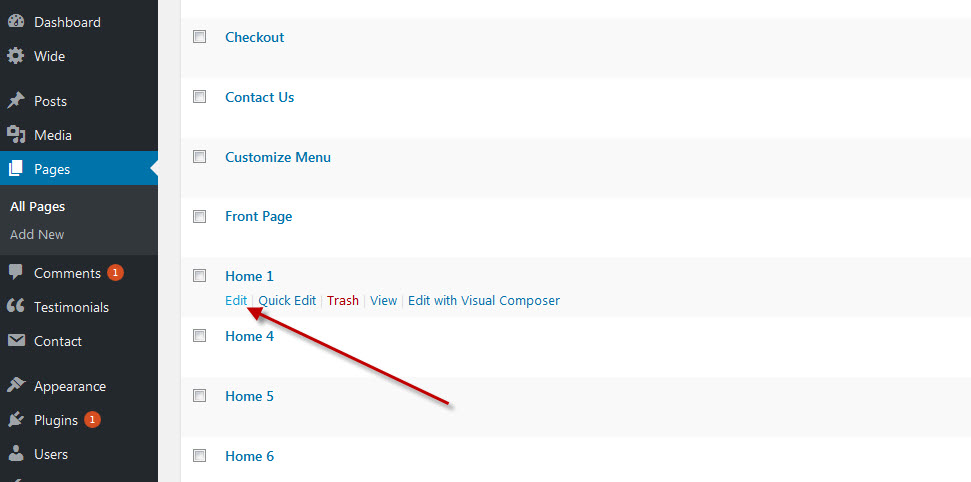 Dashboard
Wide
Posts
Media
Pages
All Pages
Add New
Comments 1
Testimonials
Contact
Appearance
Plugins 1
Users
Checkout
Contact Us
Customize Menu
Front Page
Home 1
Edit | Quick Edit | Trash | View | Edit with Visual Composer
Home 4
Home 5
Home 6